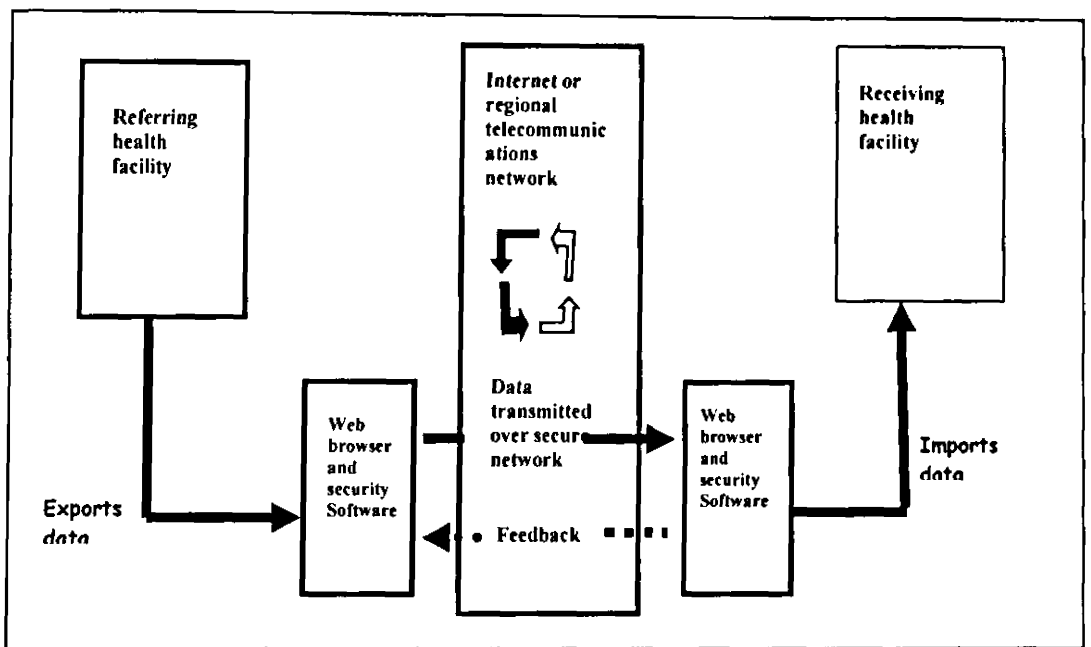 Referring
health
facility
Exports
data
Web
browser
and
security
Software
Internet or
regional
telecommunic
ations
network
Data
transmitted
over secure
network
Feedback
Web
browser
and
security
Software
Receiving
health
facility
Imports
data